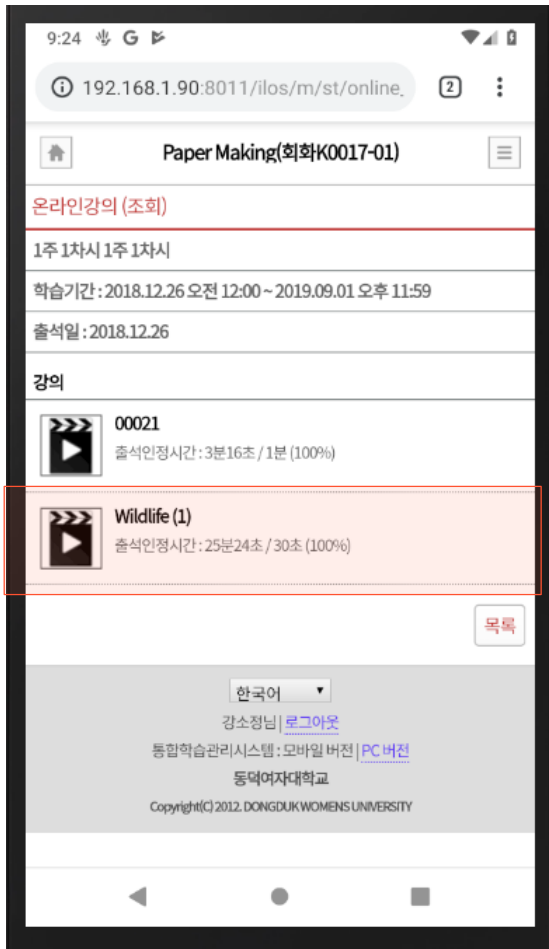 9:24 G
192.168.1.90:8011/ilos/m/st/online_ 2
Paper Making(회화K0017-01)
온라인강의 (조회)
1주 1차시 1주 1차시
학습기간 : 2018.12.26 오전 12:00 ~ 2019.09.01 오후 11:59
출석일 : 2018.12.26
강의
00021
출석인정시간 : 3분16초 / 1분 (100%)
Wildlife (1)
출석인정시간 : 25분24초 / 30초 (100%)
목록
한국어
강소정님 | 로그아웃
통합학습관리시스템 : 모바일 버전 | PC 버전
동덕여자대학교
Copyright(C) 2012. DONGDUK WOMENS UNIVERSITY